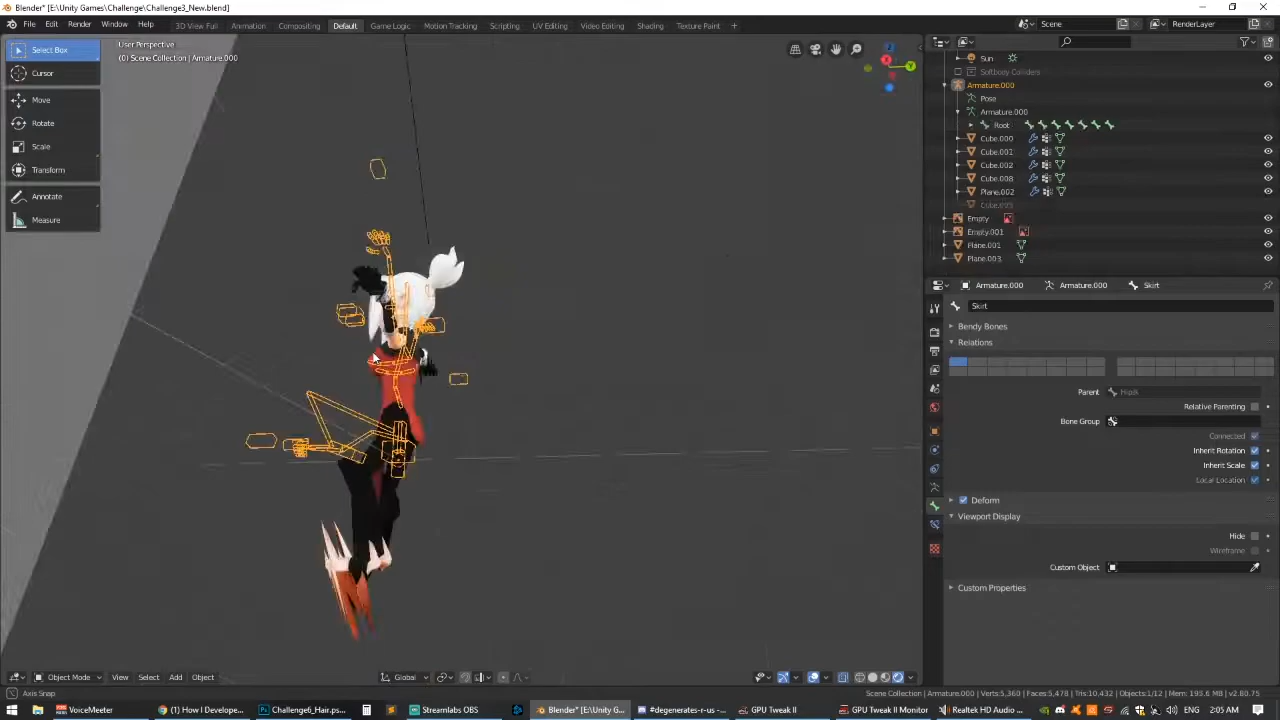 Blender* [E:\Unity Games\Challenge\Challenge3_New.blend]
File Edit Render Window Help 3D View Full Animation Compositing Default Game Logic Motion Tracking Scripting UV Editing Video Editing Shading Texture Paint + Scene RenderLayer
Select Box
Cursor
Move
Rotate
Scale
Transform
Annotate
Measure
User Perspective
(0) Scene Collection | Armature.000
Y
Sun
Softbody Colliders
Armature.000
Pose
Armature.000
Root
Cube.000
Cube.001
Cube.002
Cube.008
Plane.002
Cube.003
Empty
Empty.001
Plane.001
Plane.003
Armature.000 Armature.000 Skirt
Skirt
Bendy Bones
Relations
Parent HipIk
Relative Parenting
Bone Group
Connected
Inherit Rotation
Inherit Scale
Local Location
Deform
Viewport Display
Hide
Wireframe
Custom Object
Custom Properties
Object Mode View Select Add Object Global
Axis Snap
Scene Collection | Armature.000 | Verts:5,360 | Faces:5,478 | Tris:10,432 | Objects:1/12 | Mem: 193.6 MB | v2.80.75
VoiceMeeter (1) How I Develope... Challenge6_Hair.ps... Streamlabs OBS Blender* [E:\Unity G... #degenerates-r-us -... GPU Tweak II GPU Tweak II Monitor Realtek HD Audio ... 2:05 AM